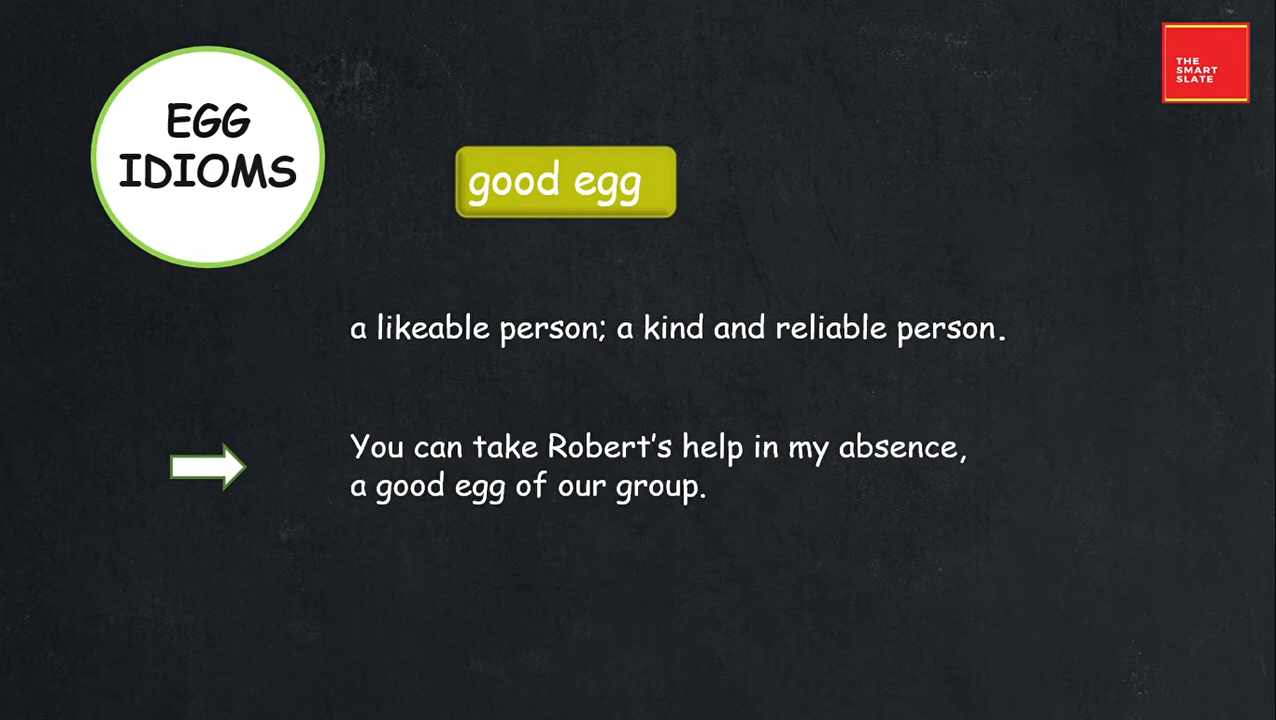 EGG
IDIOMS
THE
SMART
SLATE
good egg
a likeable person; a kind and reliable person.
You can take Robert's help in my absence,
a good egg of our group.